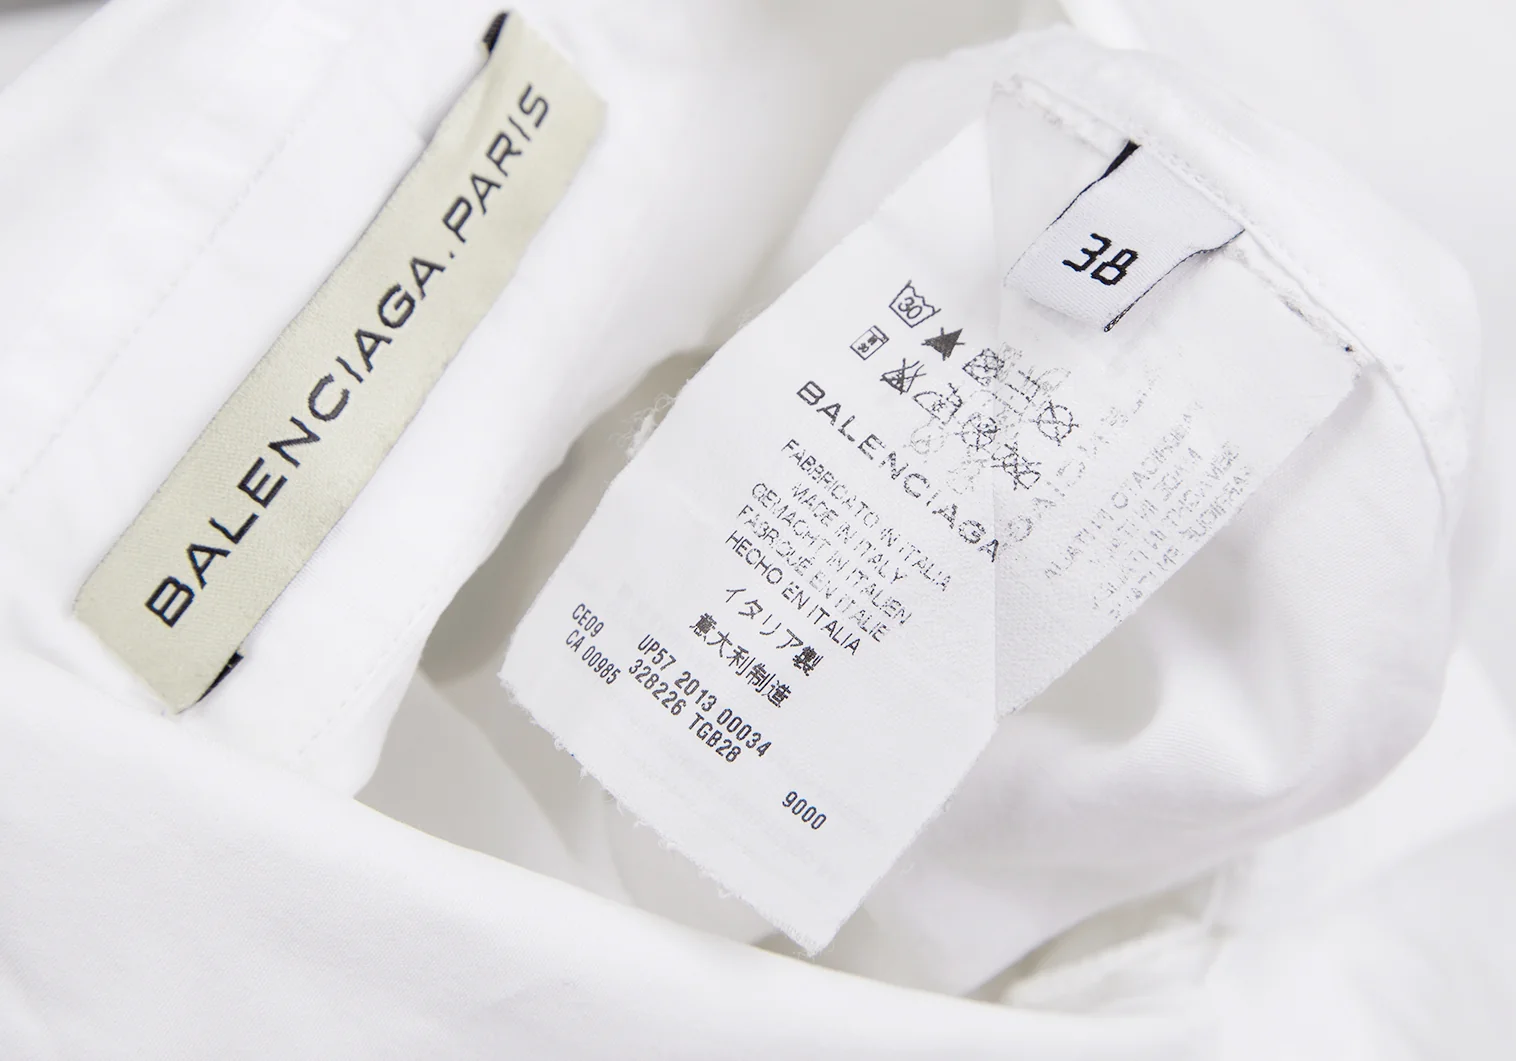 BALENCIAGA.PARIS
38
30
BALENCIAGA
FABBRICATO IN ITALIA
MADE IN ITALY
GEMACHT IN ITALIEN
FABRIQUÉ EN ITALIE
HECHO EN ITALIA
イタリア製
意大利制造
CE09 UP57 2013 00034
CA 00985 328226 TGB28
9000